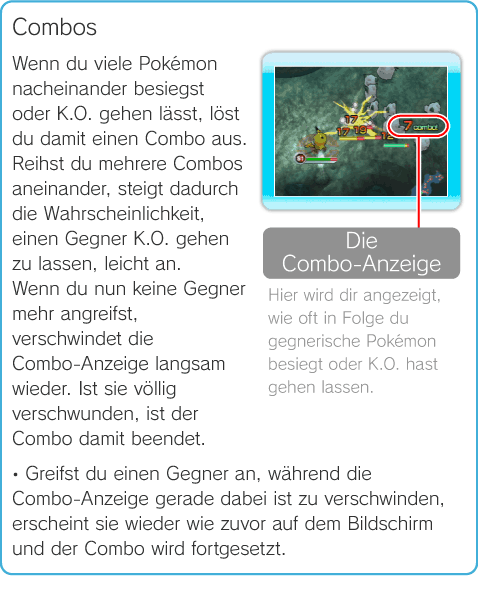 Combos
Wenn du viele Pokémon
nacheinander besiegst
oder K.O. gehen lässt, löst
du damit einen Combo aus.
Reihst du mehrere Combos
aneinander, steigt dadurch
die Wahrscheinlichkeit,
einen Gegner K.O. gehen
zu lassen, leicht an.
Wenn du nun keine Gegner
mehr angreifst,
verschwindet die
Combo-Anzeige langsam
wieder. Ist sie völlig
verschwunden, ist der
Combo damit beendet.
17
17
7 combo!
Die
Combo-Anzeige
Hier wird dir angezeigt,
wie oft in Folge du
gegnerische Pokémon
besiegt oder K.O. hast
gehen lassen.
• Greifst du einen Gegner an, während die
Combo-Anzeige gerade dabei ist zu verschwinden,
erscheint sie wieder wie zuvor auf dem Bildschirm
und der Combo wird fortgesetzt.